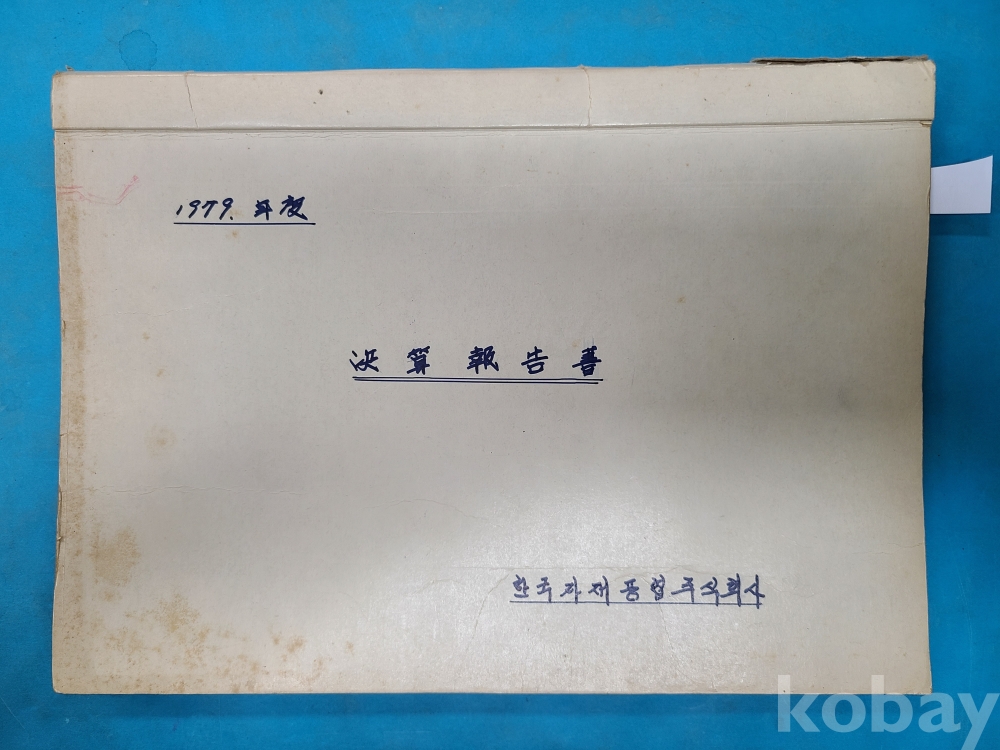 1979. 年度
決算報告書
한국자재공업주식회사
kobay